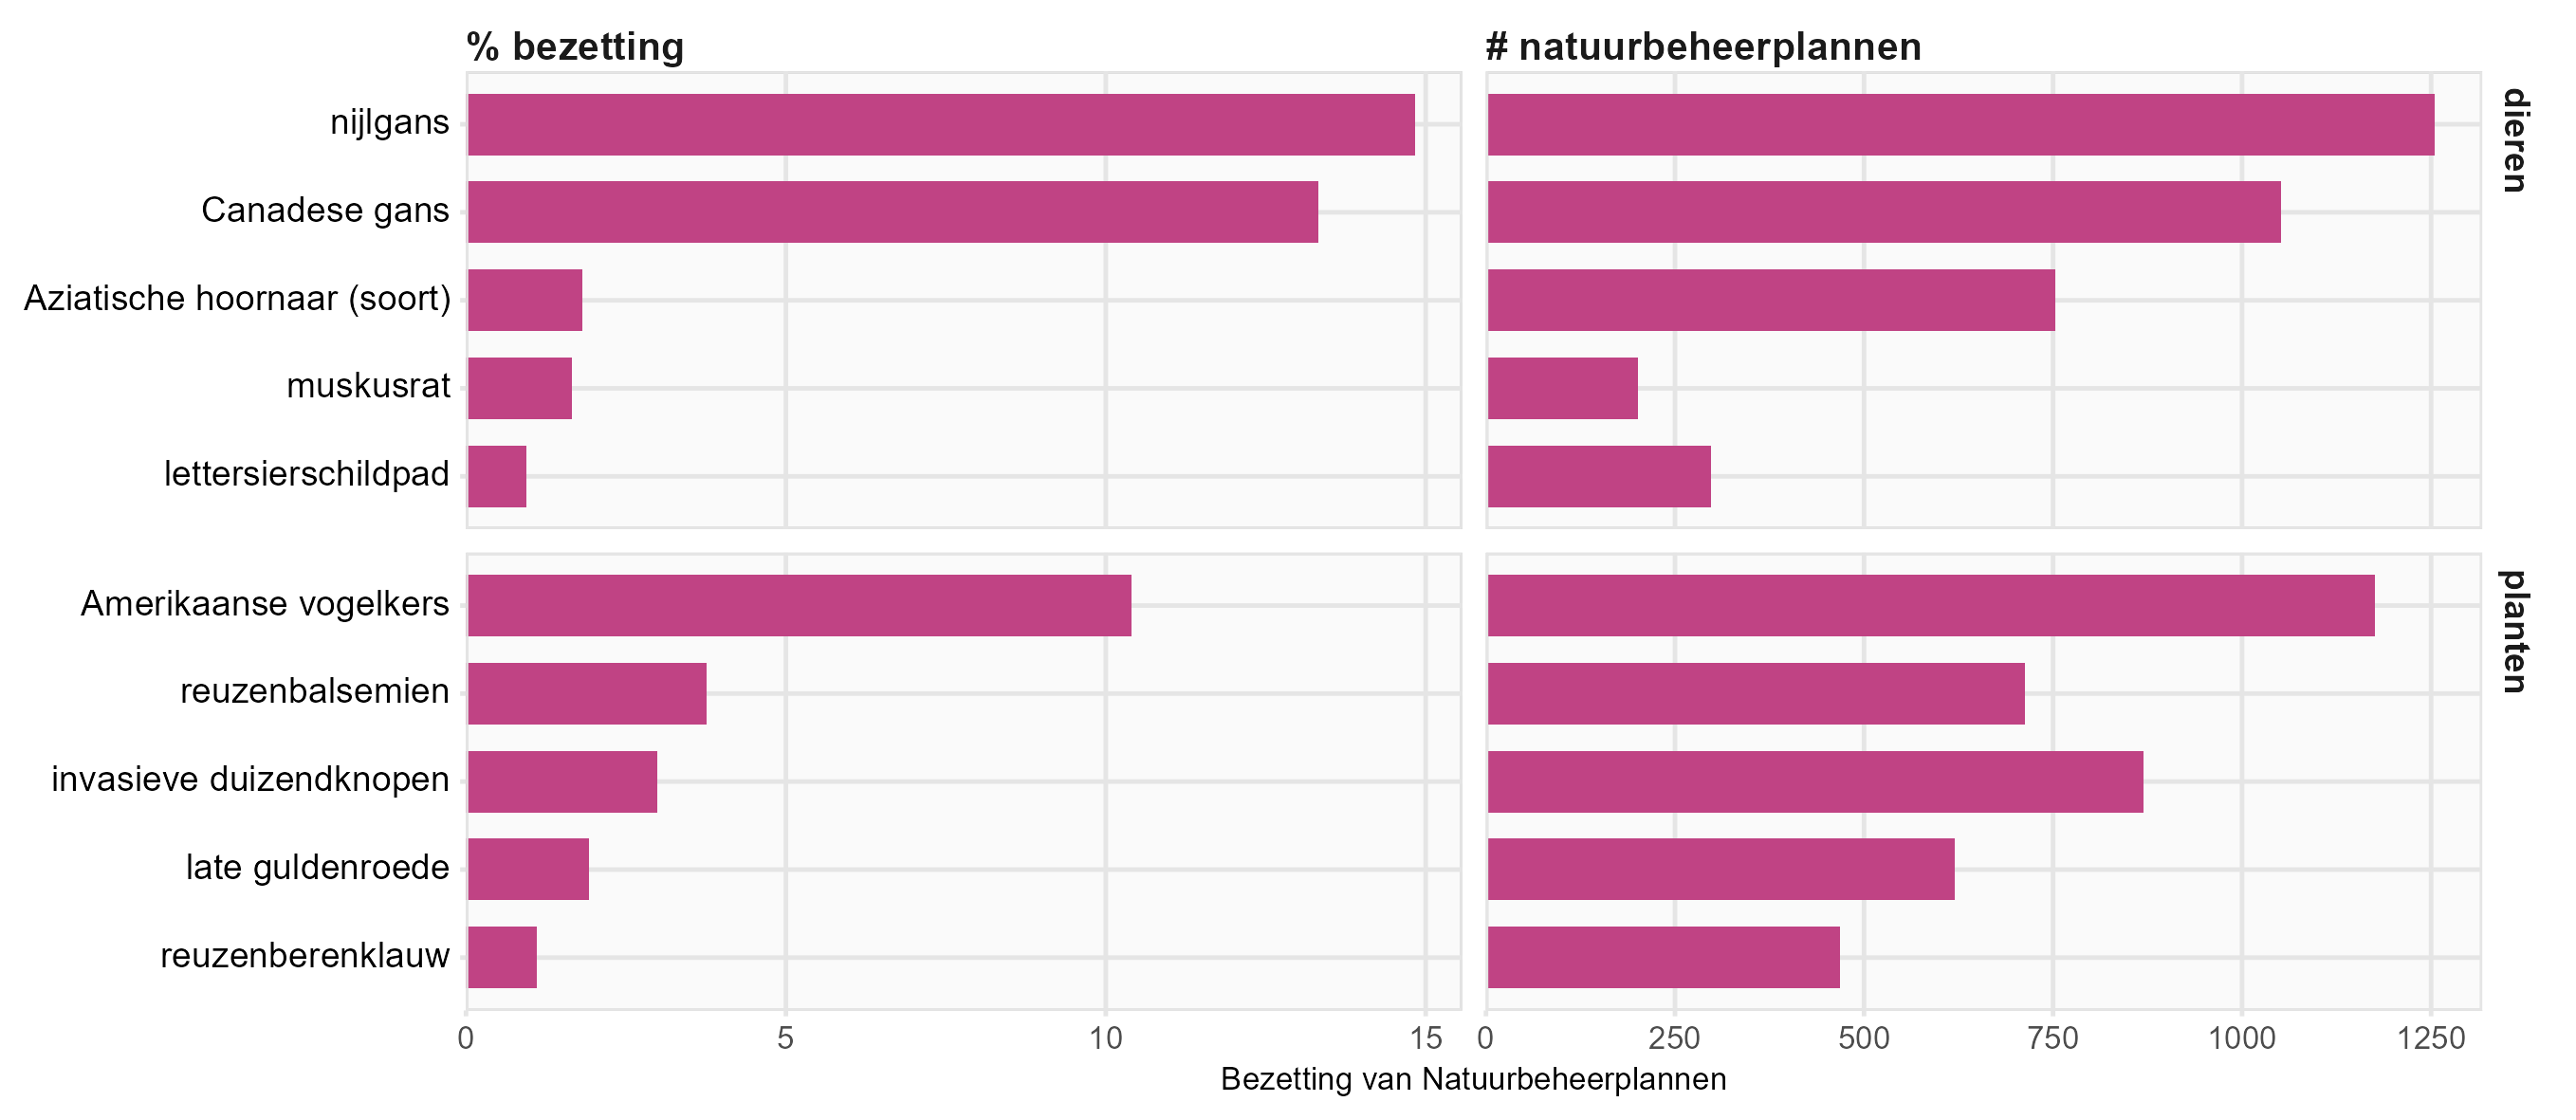 % bezetting
# natuurbeheerplannen
nijlgans
Canadese gans
Aziatische hoornaar (soort)
muskusrat
lettersierschildpad
dieren
Amerikaanse vogelkers
reuzenbalsemien
invasieve duizendknopen
late guldenroede
reuzenberenklauw
planten
0 5 10 15 0 250 500 750 1000 1250
Bezetting van Natuurbeheerplannen